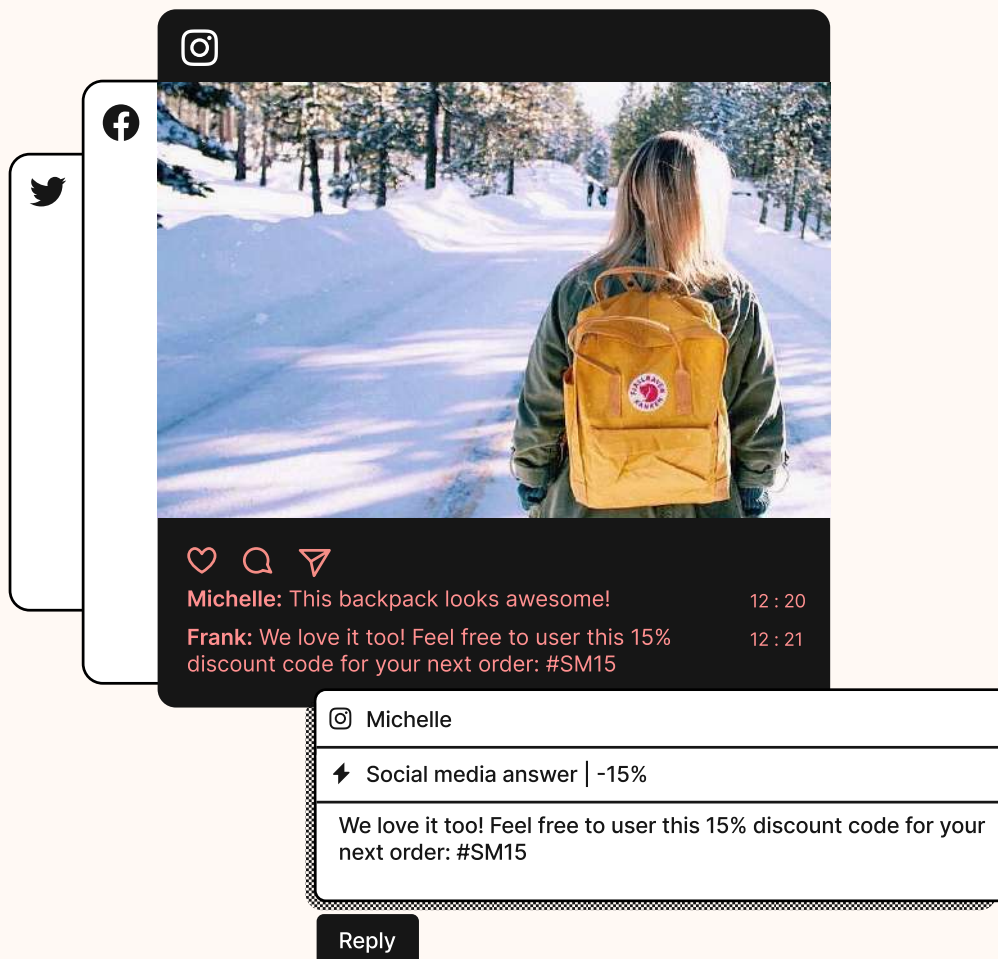 FJÄLLRÄVEN
KÅNKEN
Michelle: This backpack looks awesome! 12 : 20
Frank: We love it too! Feel free to user this 15% 12 : 21
discount code for your next order: #SM15
Michelle
Social media answer | -15%
We love it too! Feel free to user this 15% discount code for your
next order: #SM15
Reply